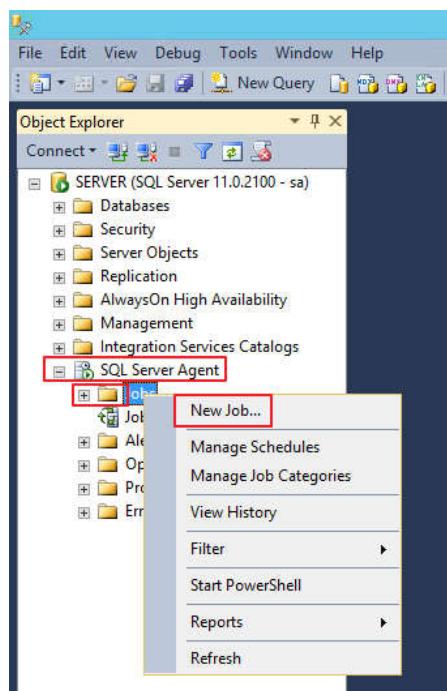 File Edit View Debug Tools Window Help
New Query
Object Explorer
Connect
SERVER (SQL Server 11.0.2100 - sa)
Databases
Security
Server Objects
Replication
AlwaysOn High Availability
Management
Integration Services Catalogs
SQL Server Agent
New Job...
Manage Schedules
Manage Job Categories
View History
Filter
Start PowerShell
Reports
Refresh